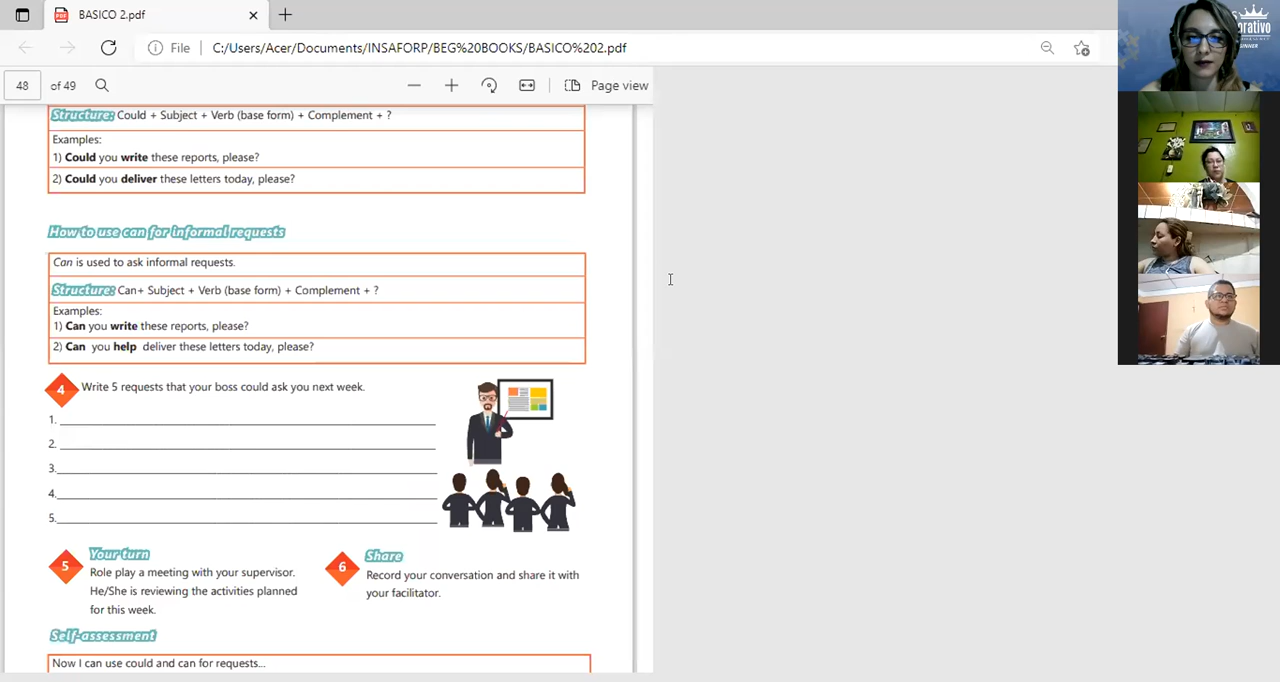 BASICO 2.pdf
File
C:/Users/Acer/Documents/INSAFORP/BEG%20BOOKS/BASICO%202.pdf
48 of 49
Page view
Structure: Could + Subject + Verb (base form) + Complement + ?
Examples:
1) Could you write these reports, please?
2) Could you deliver these letters today, please?
How to use can for informal requests
Can is used to ask informal requests.
Structure: Can+ Subject + Verb (base form) + Complement + ?
Examples:
1) Can you write these reports, please?
2) Can you help deliver these letters today, please?
4 Write 5 requests that your boss could ask you next week.
1.
2.
3.
4.
5.
5 Your turn
Role play a meeting with your supervisor.
He/She is reviewing the activities planned
for this week.
6 Share
Record your conversation and share it with
your facilitator.
Self-assessment
Now I can use could and can for requests...